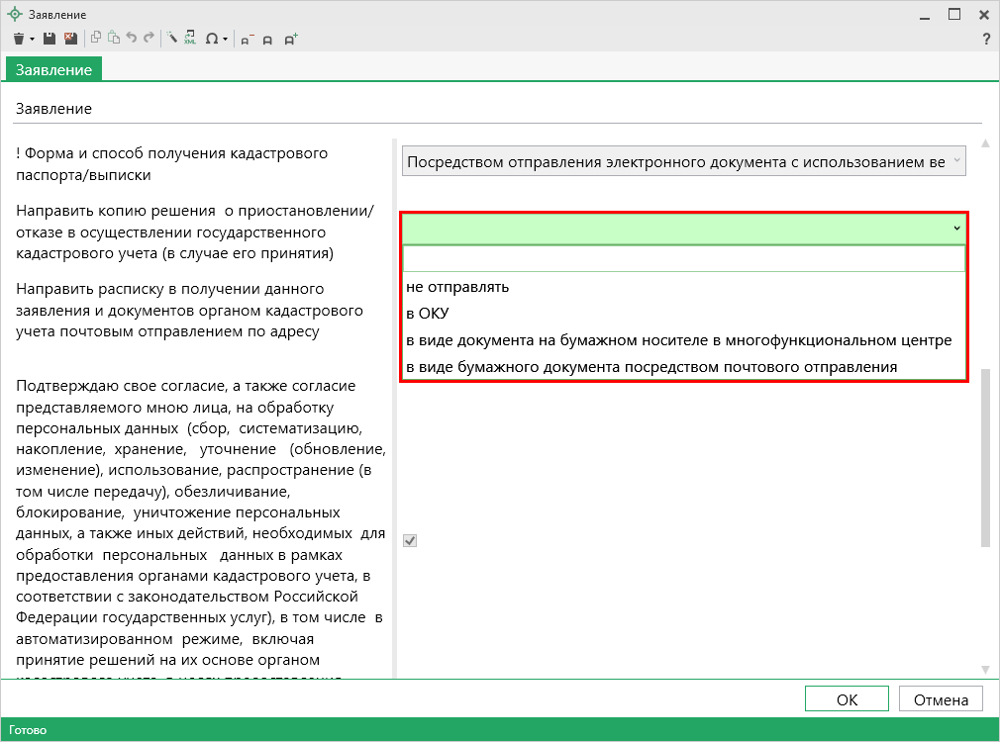 Заявление
?
Заявление
Заявление
! Форма и способ получения кадастрового
паспорта/выписки
Посредством отправления электронного документа с использованием ве
Направить копию решения о приостановлении/
отказе в осуществлении государственного
кадастрового учета (в случае его принятия)
не отправлять
в ОКУ
в виде документа на бумажном носителе в многофункциональном центре
в виде бумажного документа посредством почтового отправления
Направить расписку в получении данного
заявления и документов органом кадастрового
учета почтовым отправлением по адресу
Подтверждаю свое согласие, а также согласие
представляемого мною лица, на обработку
персональных данных (сбор, систематизацию,
накопление, хранение, уточнение (обновление,
изменение), использование, распространение (в
том числе передачу), обезличивание,
блокирование, уничтожение персональных
данных, а также иных действий, необходимых для
обработки персональных данных в рамках
предоставления органами кадастрового учета, в
соответствии с законодательством Российской
Федерации государственных услуг), в том числе в
автоматизированном режиме, включая
принятие решений на их основе органом
OK
Отмена
Готово